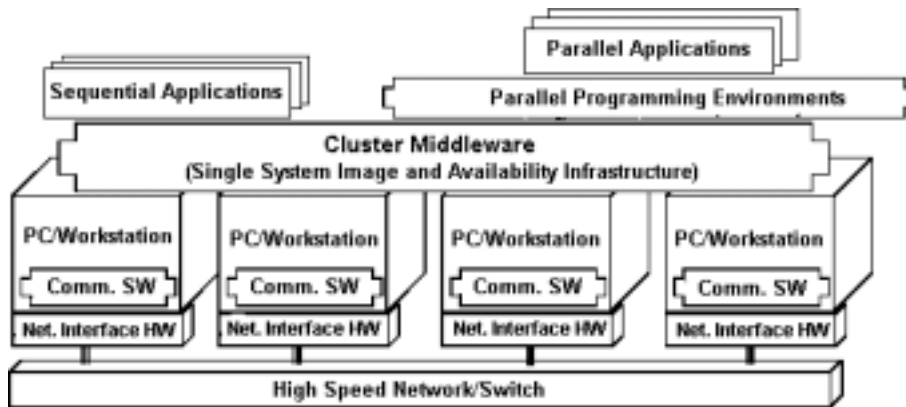 Parallel Applications
Sequential Applications
Parallel Programming Environments
Cluster Middleware
(Single System Image and Availability Infrastructure)
PC/Workstation
PC/Workstation
PC/Workstation
PC/Workstation
Comm. SW
Comm. SW
Comm. SW
Comm. SW
Net. Interface HW
Net. Interface HW
Net. Interface HW
Net. Interface HW
High Speed Network/Switch